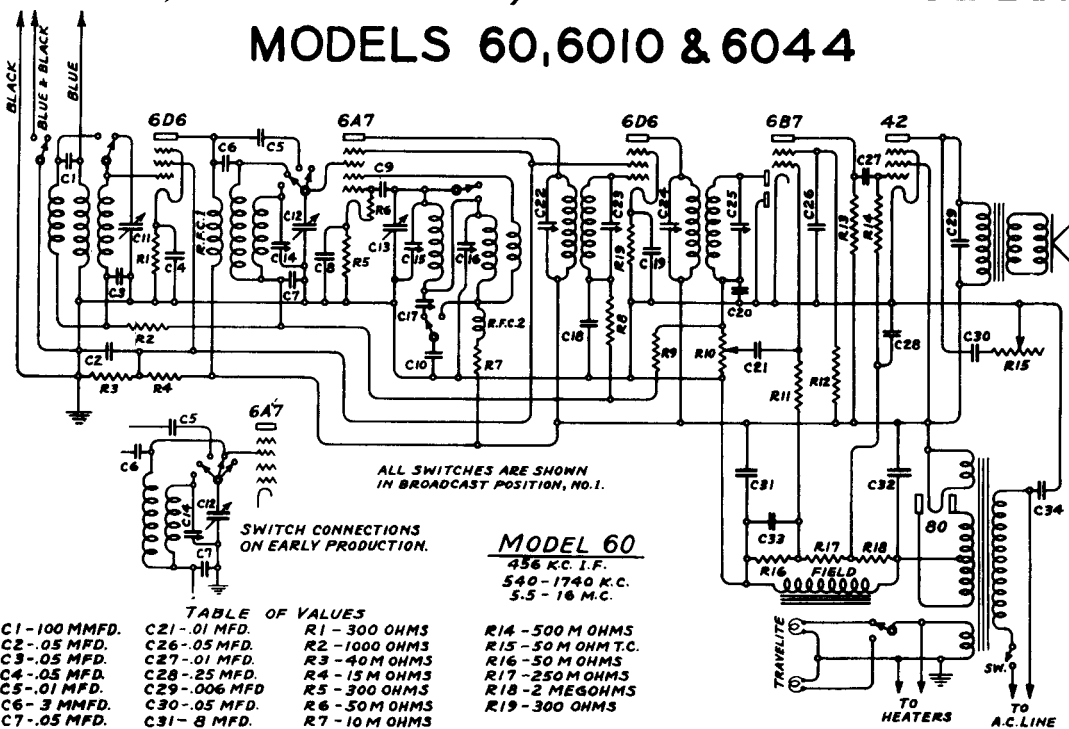 MODELS 60, 6010 & 6044
BLACK
BLUE & BLACK
BLUE
6D6
6A7
6D6
6B7
42
C1
C11
R1
C4
C3
R2
C2
R3
R4
R.F.C.1
C6
C5
C12
C14
C7
C8
R5
C9
R6
C13
C15
C16
C17
C10
R.F.C.2
R7
C22
C23
C18
R8
R19
C19
R9
C24
C25
C20
R10
C21
R11
C26
R12
R13
C27
R14
C28
C29
C30
R15
C31
C33
C32
R16
R17
R18
FIELD
80
C34
6A7
C5
C6
C14
C12
C7
SWITCH CONNECTIONS
ON EARLY PRODUCTION.
ALL SWITCHES ARE SHOWN
IN BROADCAST POSITION, NO.1.
MODEL 60
456 K.C. I.F.
540-1740 K.C.
5.5-16 M.C.
TRAVELITE
TO
HEATERS
SW.
TO
A.C. LINE
TABLE OF VALUES
C1-100 MMFD. C21-.01 MFD. R1-300 OHMS R14-500 M OHMS
C2-.05 MFD. C26-.05 MFD. R2-1000 OHMS R15-50 M OHM T.C.
C3-.05 MFD. C27-.01 MFD. R3-40 M OHMS R16-50 M OHMS
C4-.05 MFD. C28-.25 MFD. R4-15 M OHMS R17-250 M OHMS
C5-.01 MFD. C29-.006 MFD R5-300 OHMS R18-2 MEGOHMS
C6-3 MMFD. C30-.05 MFD. R6-50 M OHMS R19-300 OHMS
C7-.05 MFD. C31-8 MFD. R7-10 M OHMS